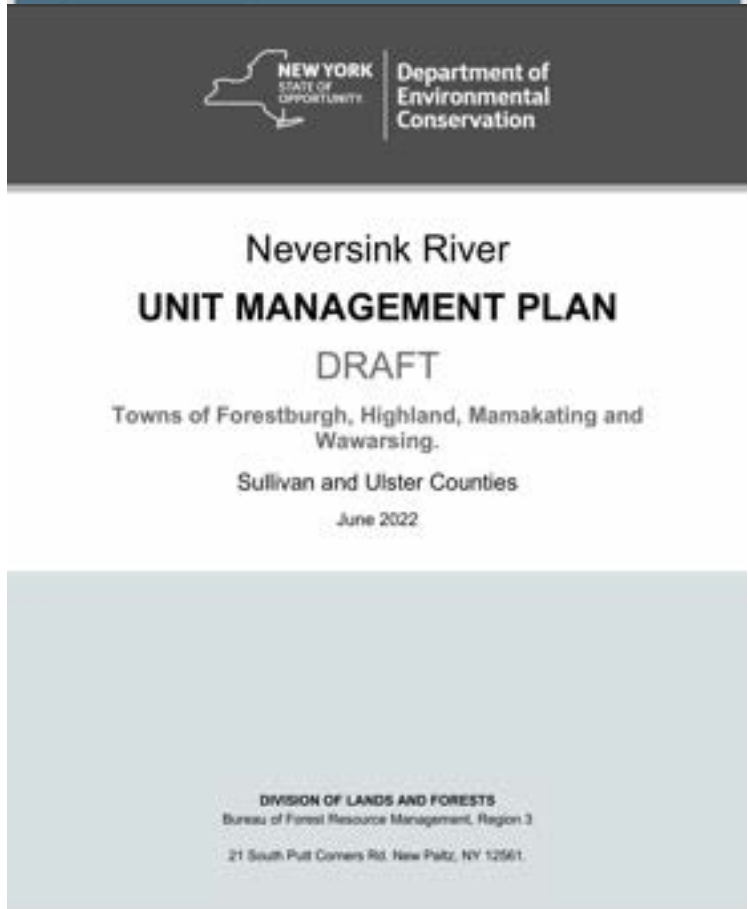 NEW YORK
STATE OF
OPPORTUNITY.
Department of
Environmental
Conservation
Neversink River
UNIT MANAGEMENT PLAN
DRAFT
Towns of Forestburgh, Highland, Mamakating and
Wawarsing.
Sullivan and Ulster Counties
June 2022
DIVISION OF LANDS AND FORESTS
Bureau of Forest Resource Management, Region 3
21 South Putt Corners Rd. New Paltz, NY 12561